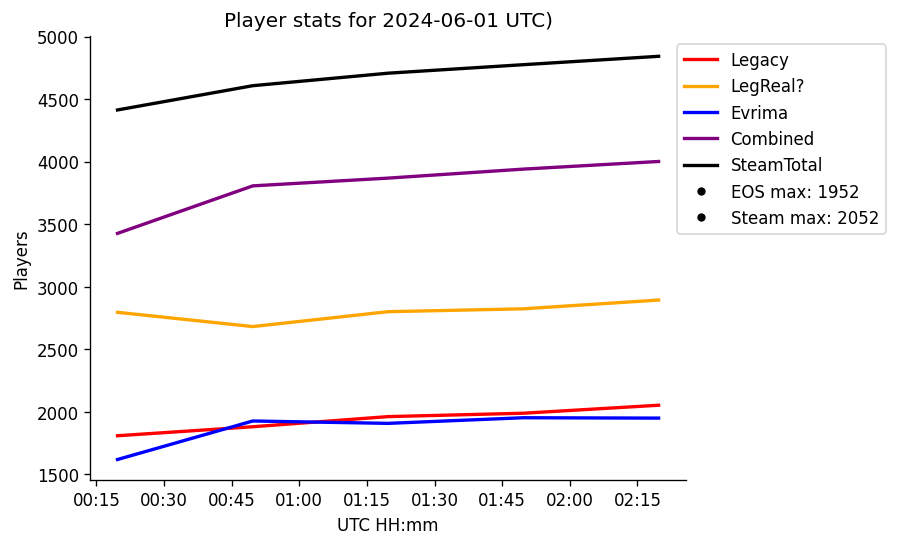 Player stats for 2024-06-01 UTC)
5000
4500
4000
3500
3000
2500
2000
1500
Players
00:15 00:30 00:45 01:00 01:15 01:30 01:45 02:00 02:15
UTC HH:mm
Legacy
LegReal?
Evrima
Combined
SteamTotal
EOS max: 1952
Steam max: 2052